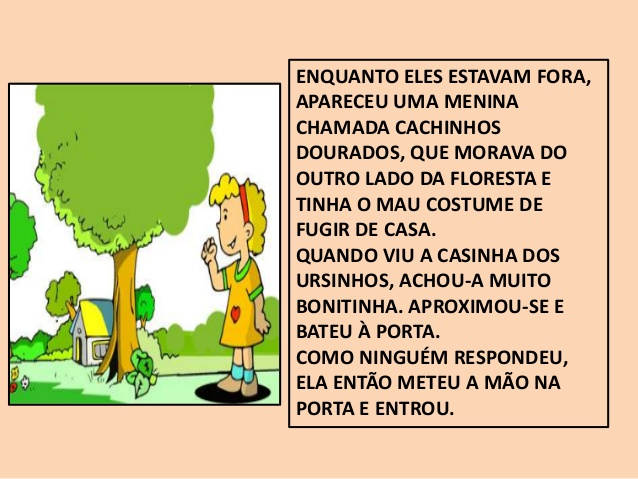 ENQUANTO ELES ESTAVAM FORA,
APARECEU UMA MENINA
CHAMADA CACHINHOS
DOURADOS, QUE MORAVA DO
OUTRO LADO DA FLORESTA E
TINHA O MAU COSTUME DE
FUGIR DE CASA.
QUANDO VIU A CASINHA DOS
URSINHOS, ACHOU-A MUITO
BONITINHA. APROXIMOU-SE E
BATEU À PORTA.
COMO NINGUÉM RESPONDEU,
ELA ENTÃO METEU A MÃO NA
PORTA E ENTROU.